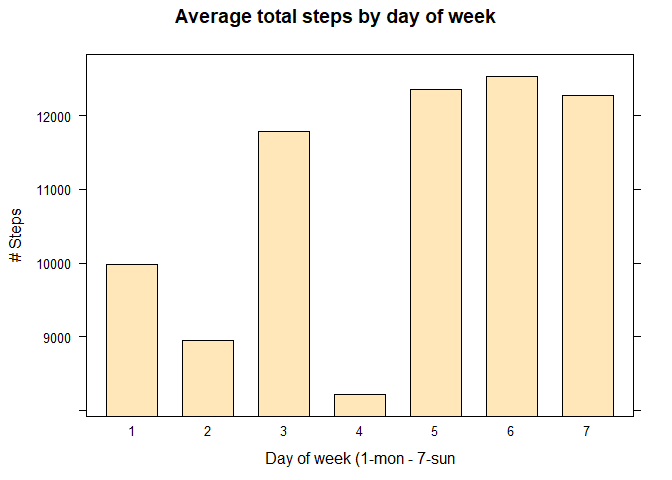 Average total steps by day of week
# Steps
12000
11000
10000
9000
1 2 3 4 5 6 7
Day of week (1-mon - 7-sun